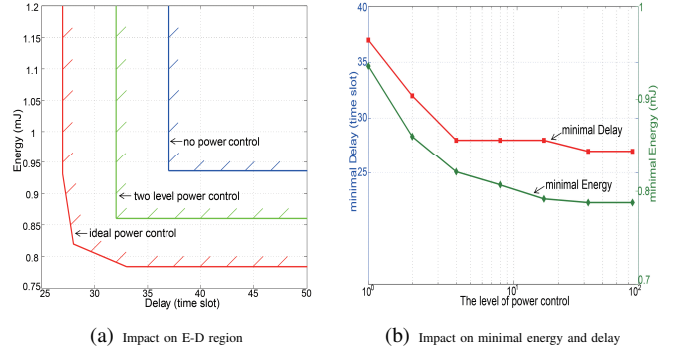 1.2
1.15
1.1
1.05
1
0.95
0.9
0.85
0.8
0.75
25
30
35
40
45
50
Energy (mJ)
Delay (time slot)
no power control
two level power control
ideal power control
(a) Impact on E-D region
40
35
30
25
minimal Delay (time slot)
1
0.9
0.8
0.7
minimal Energy (mJ)
10^0
10^1
10^2
The level of power control
minimal Delay
minimal Energy
(b) Impact on minimal energy and delay